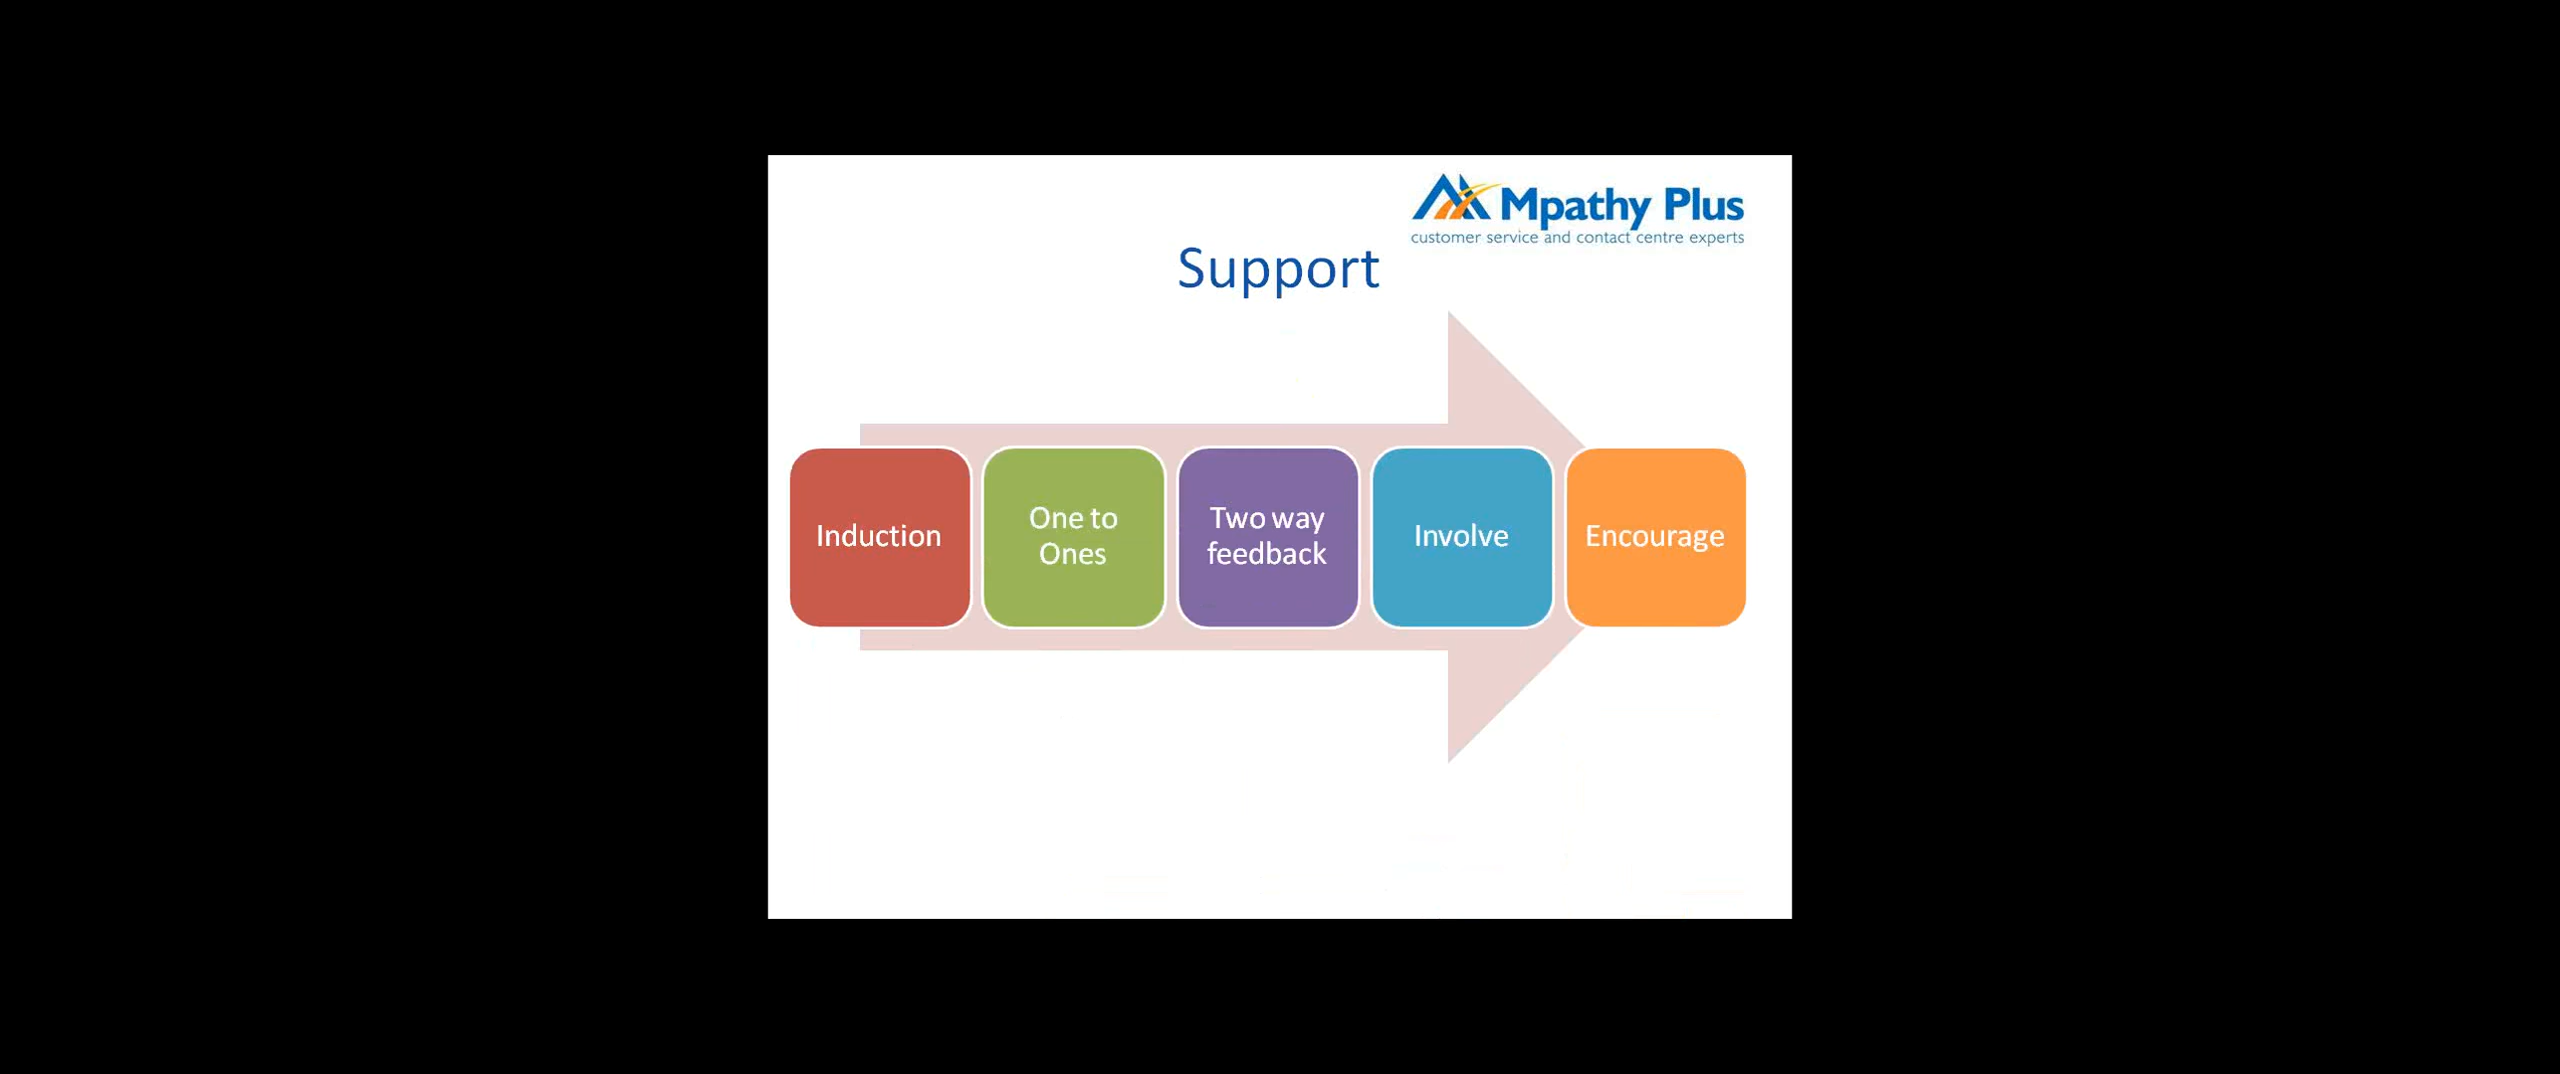 Mpathy Plus
customer service and contact centre experts
Support
Induction
One to
Ones
Two way
feedback
Involve
Encourage